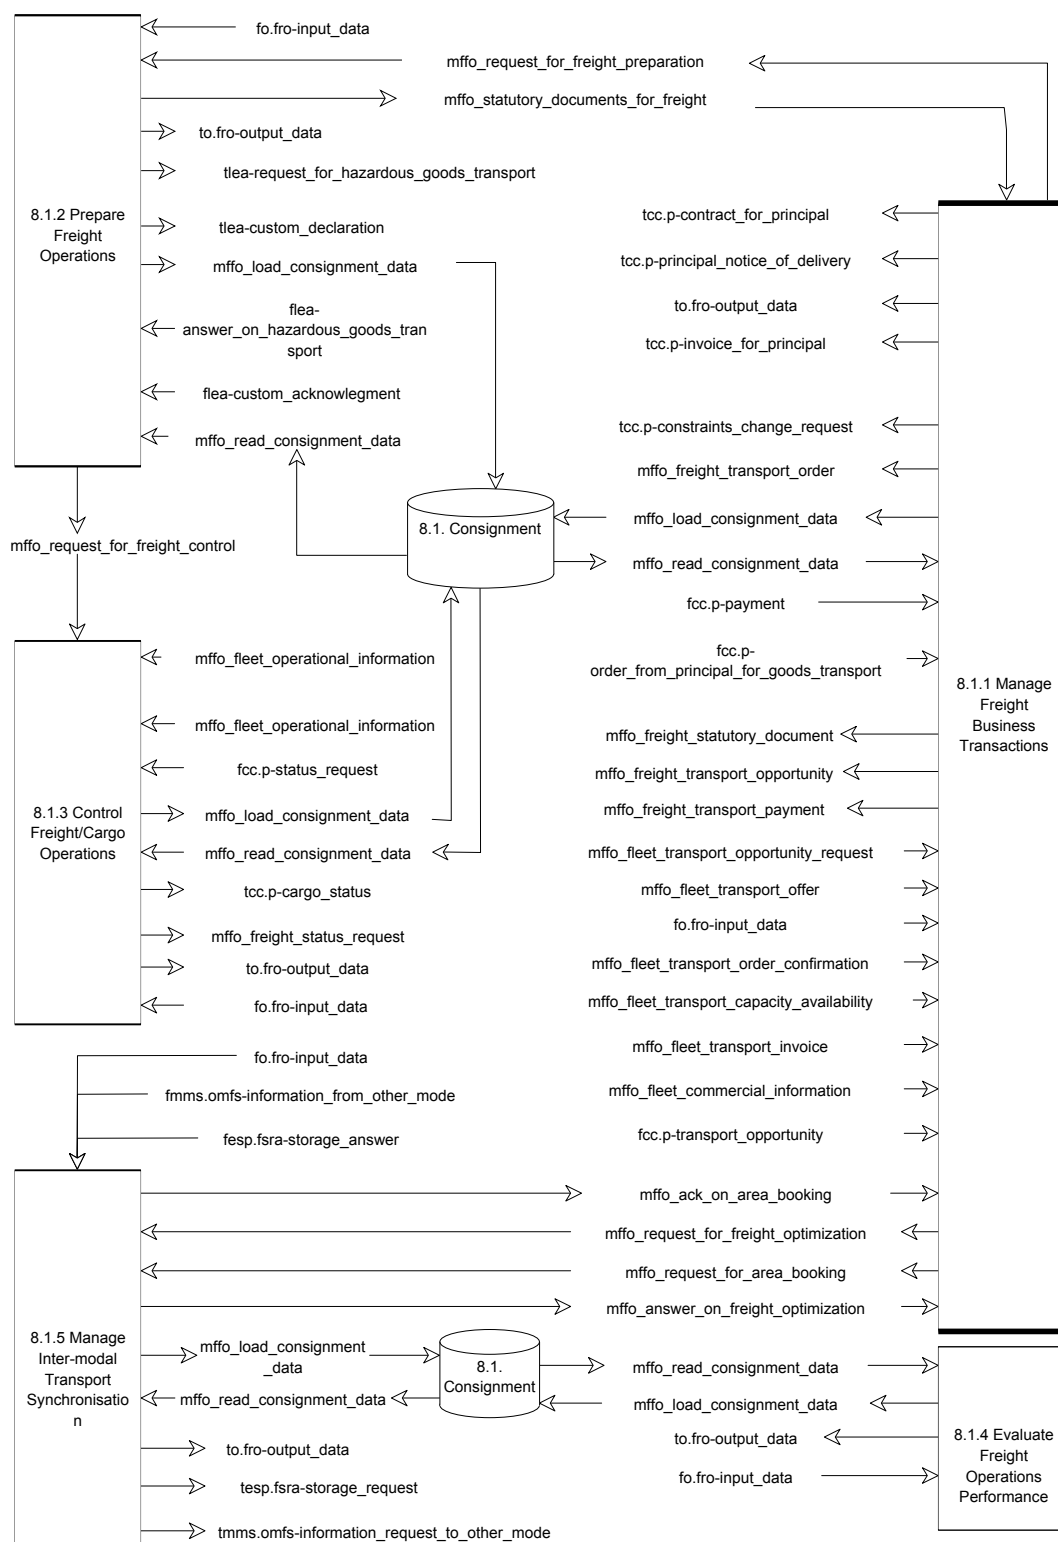 fo.fro-input_data
mffo_request_for_freight_preparation
mffo_statutory_documents_for_freight
to.fro-output_data
tlea-request_for_hazardous_goods_transport
8.1.2 Prepare
Freight
Operations
tlea-custom_declaration
mffo_load_consignment_data
flea-
answer_on_hazardous_goods_tran
sport
flea-custom_acknowlegment
mffo_read_consignment_data
mffo_request_for_freight_control
8.1. Consignment
tcc.p-contract_for_principal
tcc.p-principal_notice_of_delivery
to.fro-output_data
tcc.p-invoice_for_principal
tcc.p-constraints_change_request
mffo_freight_transport_order
mffo_load_consignment_data
mffo_read_consignment_data
fcc.p-payment
fcc.p-
order_from_principal_for_goods_transport
8.1.1 Manage
Freight
Business
Transactions
mffo_freight_statutory_document
mffo_freight_transport_opportunity
mffo_freight_transport_payment
mffo_fleet_transport_opportunity_request
mffo_fleet_transport_offer
fo.fro-input_data
mffo_fleet_transport_order_confirmation
mffo_fleet_transport_capacity_availability
mffo_fleet_transport_invoice
mffo_fleet_commercial_information
fcc.p-transport_opportunity
mffo_fleet_operational_information
mffo_fleet_operational_information
fcc.p-status_request
8.1.3 Control
Freight/Cargo
Operations
mffo_load_consignment_data
mffo_read_consignment_data
tcc.p-cargo_status
mffo_freight_status_request
to.fro-output_data
fo.fro-input_data
fo.fro-input_data
fmms.omfs-information_from_other_mode
fesp.fsra-storage_answer
mffo_ack_on_area_booking
mffo_request_for_freight_optimization
mffo_request_for_area_booking
mffo_answer_on_freight_optimization
8.1.5 Manage
Inter-modal
Transport
Synchronisatio
n
mffo_load_consignment
_data
mffo_read_consignment_data
8.1.
Consignment
mffo_read_consignment_data
mffo_load_consignment_data
to.fro-output_data
fo.fro-input_data
8.1.4 Evaluate
Freight
Operations
Performance
to.fro-output_data
tesp.fsra-storage_request
tmms.omfs-information_request_to_other_mode